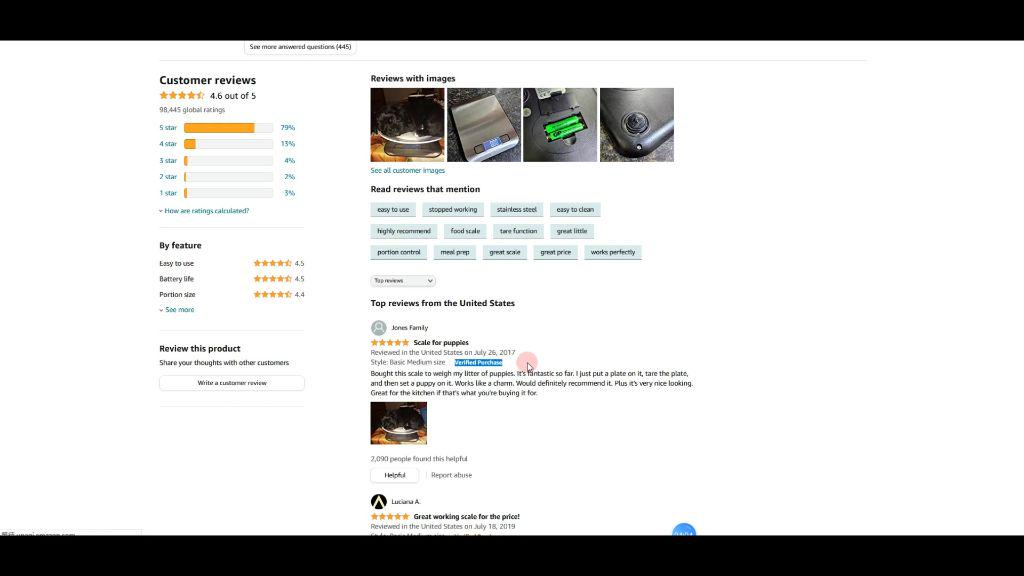 See more answered questions (445)
Customer reviews
4.6 out of 5
98,445 global ratings
5 star 79%
4 star 13%
3 star 4%
2 star 2%
1 star 3%
How are ratings calculated?
By feature
Easy to use 4.5
Battery life 4.5
Portion size 4.4
See more
Review this product
Share your thoughts with other customers
Write a customer review
Reviews with images
See all customer images
Read reviews that mention
easy to use stopped working stainless steel easy to clean
highly recommend food scale tare function great little
portion control meal prep great scale great price works perfectly
Top reviews
Top reviews from the United States
Jones Family
Scale for puppies
Reviewed in the United States on July 26, 2017
Style: Basic Medium size Verified Purchase
Bought this scale to weigh my litter of puppies. It's fantastic so far. I just put a plate on it, tare the plate,
and then set a puppy on it. Works like a charm. Would definitely recommend it. Plus it's very nice looking.
Great for the kitchen if that's what you're buying it for.
2,090 people found this helpful
Helpful Report abuse
Luciana A.
Great working scale for the price!
Reviewed in the United States on July 18, 2019